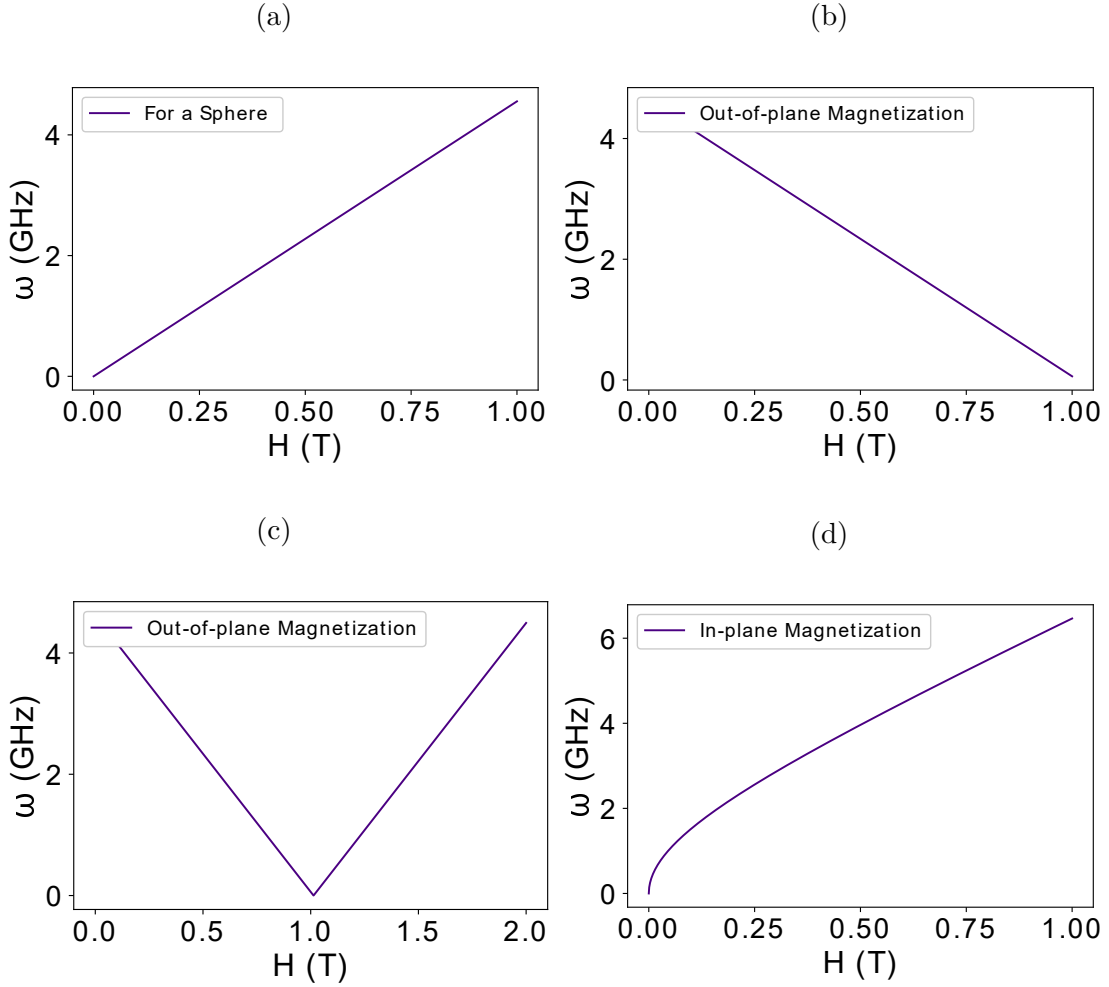 (a)
For a Sphere
ω (GHz)
4
2
0
0.00 0.25 0.50 0.75 1.00
H (T)
(b)
Out-of-plane Magnetization
ω (GHz)
4
2
0
0.00 0.25 0.50 0.75 1.00
H (T)
(c)
Out-of-plane Magnetization
ω (GHz)
4
2
0
0.0 0.5 1.0 1.5 2.0
H (T)
(d)
In-plane Magnetization
ω (GHz)
6
4
2
0
0.00 0.25 0.50 0.75 1.00
H (T)